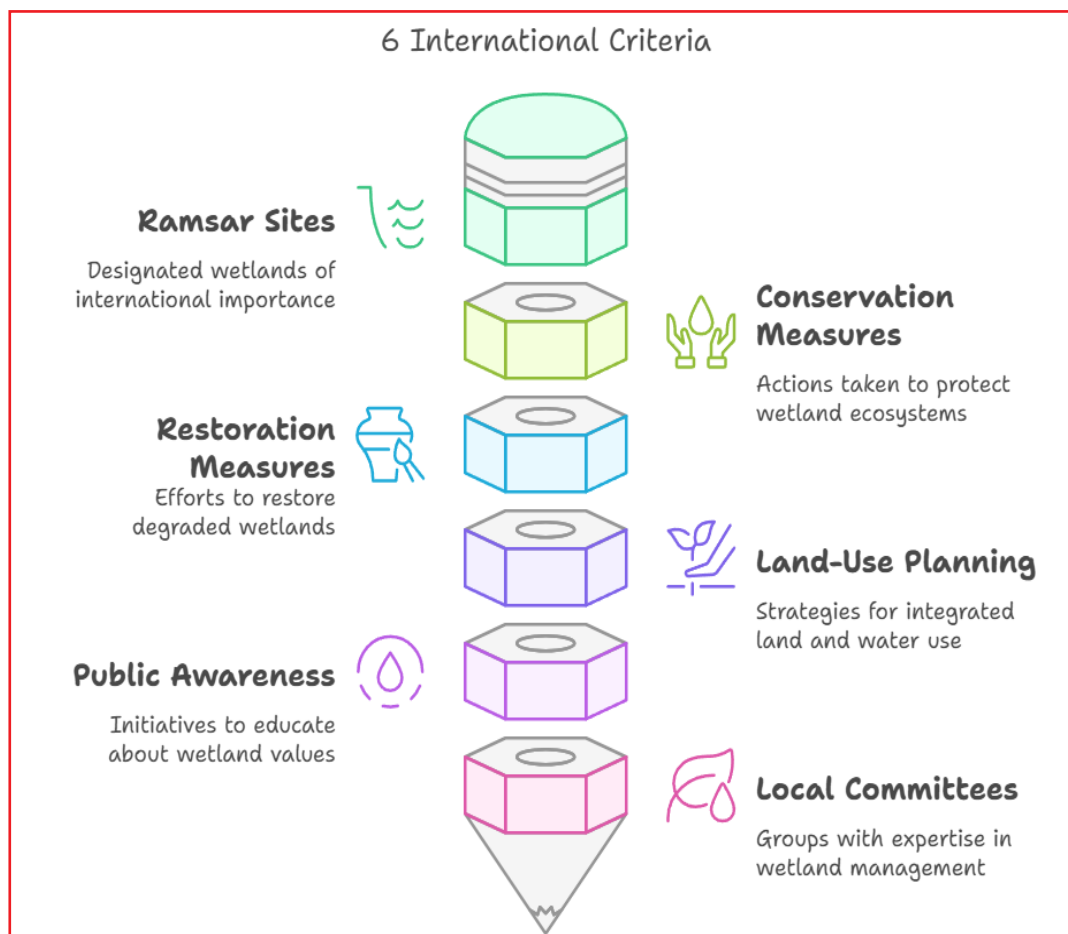 6 International Criteria
Ramsar Sites
Designated wetlands of
international importance
Conservation
Measures
Actions taken to protect
wetland ecosystems
Restoration
Measures
Efforts to restore
degraded wetlands
Land-Use Planning
Strategies for integrated
land and water use
Public Awareness
Initiatives to educate
about wetland values
Local Committees
Groups with expertise in
wetland management